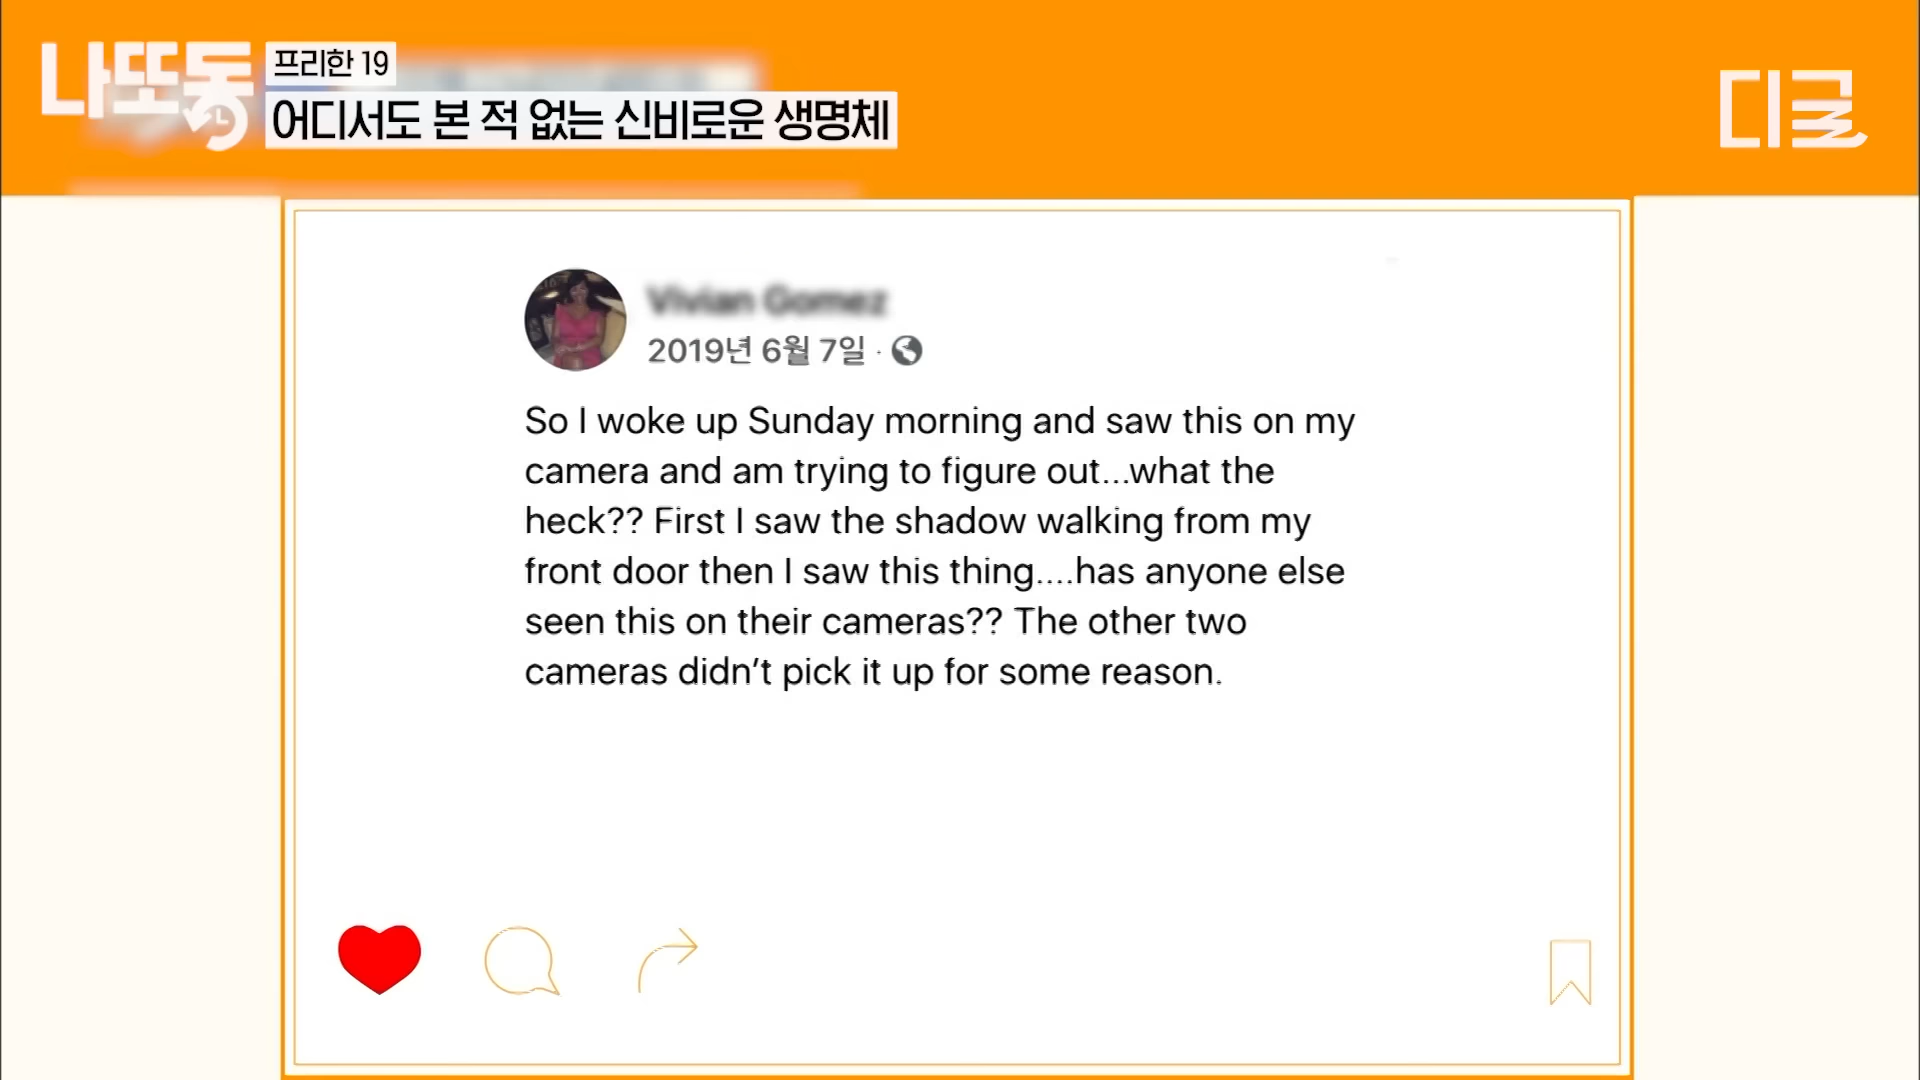 나또동
프리한 19
어디서도 본 적 없는 신비로운 생명체
디글
Vivian Gomez
2019년 6월 7일 ·
So I woke up Sunday morning and saw this on my
camera and am trying to figure out...what the
heck?? First I saw the shadow walking from my
front door then I saw this thing....has anyone else
seen this on their cameras?? The other two
cameras didn’t pick it up for some reason.